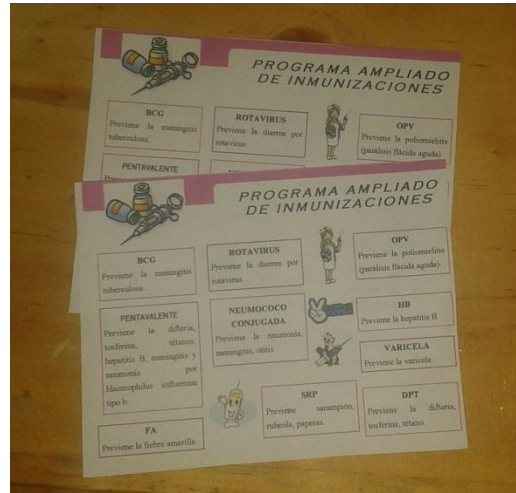 PROGRAMA AMPLIADO
DE INMUNIZACIONES
BCG
Previene la meningitis
tuberculosa.
ROTAVIRUS
Previene la diarrea por
rotavirus.
OPV
Previene la poliomielitis
(parálisis flácida aguda).
PENTAVALENTE
PROGRAMA AMPLIADO
DE INMUNIZACIONES
BCG
Previene la meningitis
tuberculosa.
ROTAVIRUS
Previene la diarrea por
rotavirus.
OPV
Previene la poliomielitis
(parálisis flácida aguda).
PENTAVALENTE
Previene la difteria,
tosferina, tétanos,
hepatitis B, meningitis y
neumonía por
Haemophilus influenzae
tipo b.
NEUMOCOCO
CONJUGADA
Previene la neumonía,
meningitis, otitis.
HB
Previene la hepatitis B
VARICELA
Previene la varicela.
FA
Previene la fiebre amarilla.
SRP
Previene sarampión,
rubeola, paperas.
DPT
Previene la difteria,
tosferina, tétano.